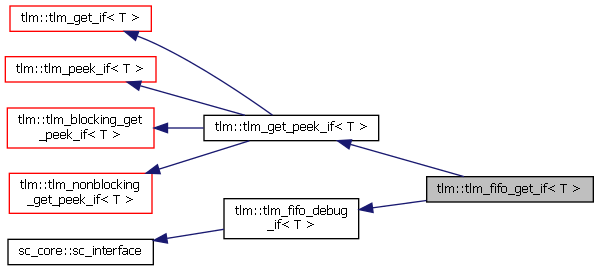 tlm::tlm_get_if< T >
tlm::tlm_peek_if< T >
tlm::tlm_blocking_get
_peek_if< T >
tlm::tlm_get_peek_if< T >
tlm::tlm_nonblocking
_get_peek_if< T >
tlm::tlm_fifo_get_if< T >
tlm::tlm_fifo_debug
_if< T >
sc_core::sc_interface